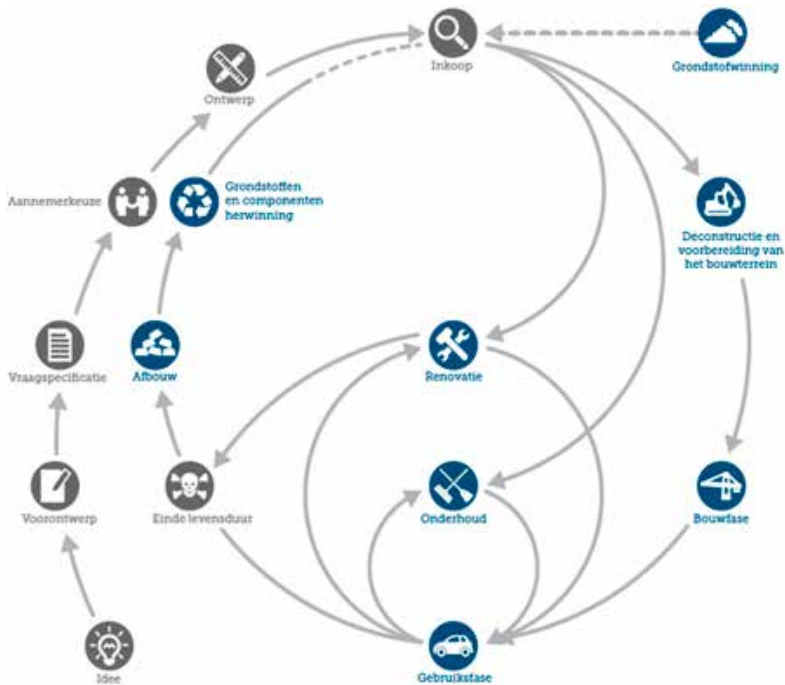 Inkoop
Grondstofwinning
Ontwerp
Aannemerkeuze
Grondstoffen
en componenten
herwinning
Deconstructie en
voorbereiding van
het bouwterrein
Vraagspecificatie
Afbouw
Renovatie
Voorontwerp
Einde levensduur
Onderhoud
Bouwfase
Idee
Gebruiksfase